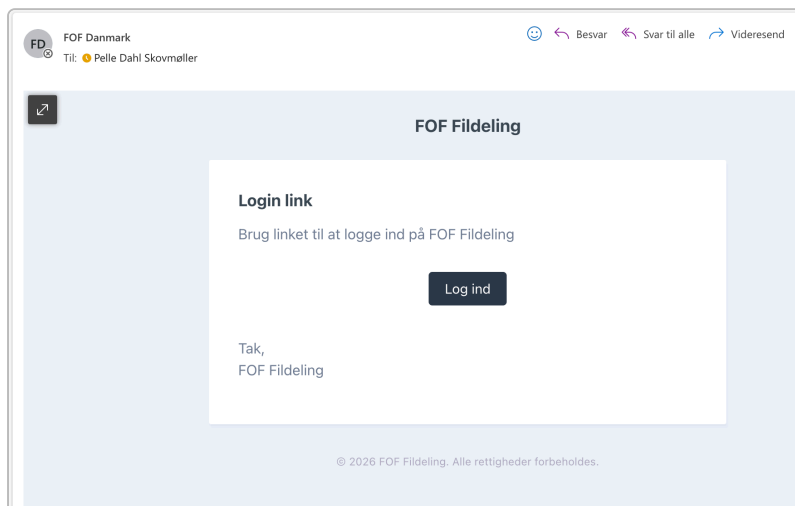 FD
FOF Danmark
Til: Pelle Dahl Skovmøller
Besvar
Svar til alle
Videresend
FOF Fildeling
Login link
Brug linket til at logge ind på FOF Fildeling
Log ind
Tak,
FOF Fildeling
© 2026 FOF Fildeling. Alle rettigheder forbeholdes.